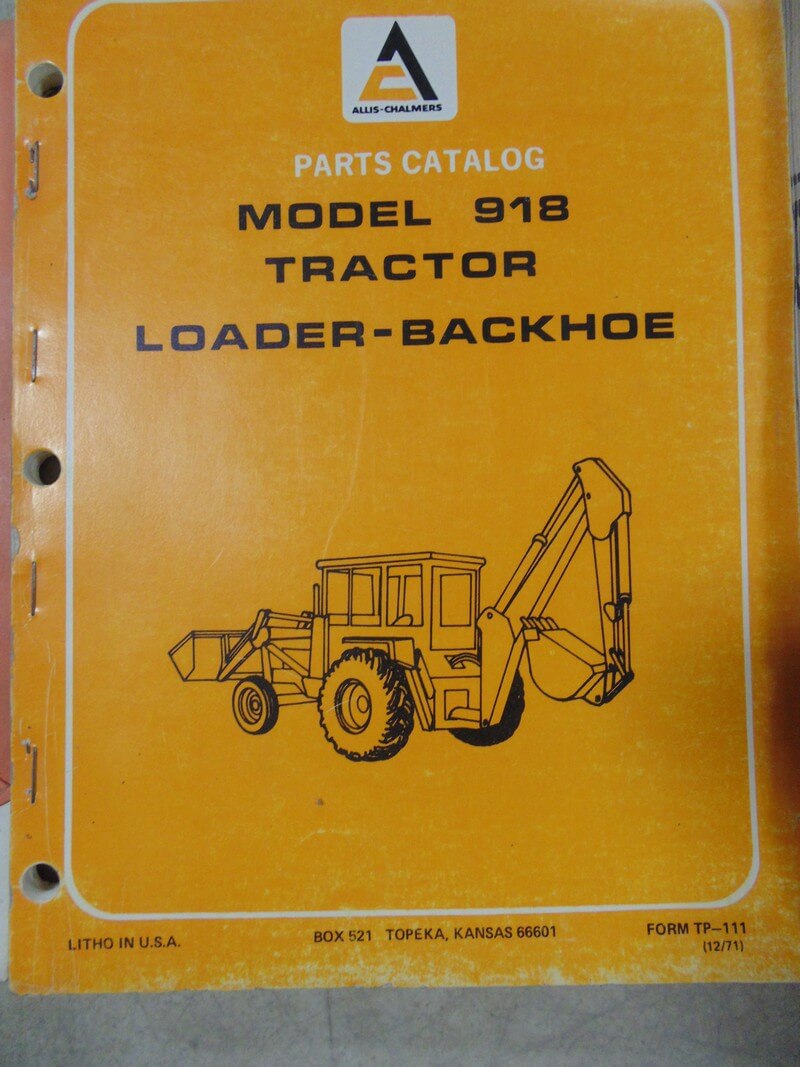 ALLIS-CHALMERS
PARTS CATALOG
MODEL 918
TRACTOR
LOADER-BACKHOE
LITHO IN U.S.A.
BOX 521 TOPEKA, KANSAS 66601
FORM TP-111
(12/71)